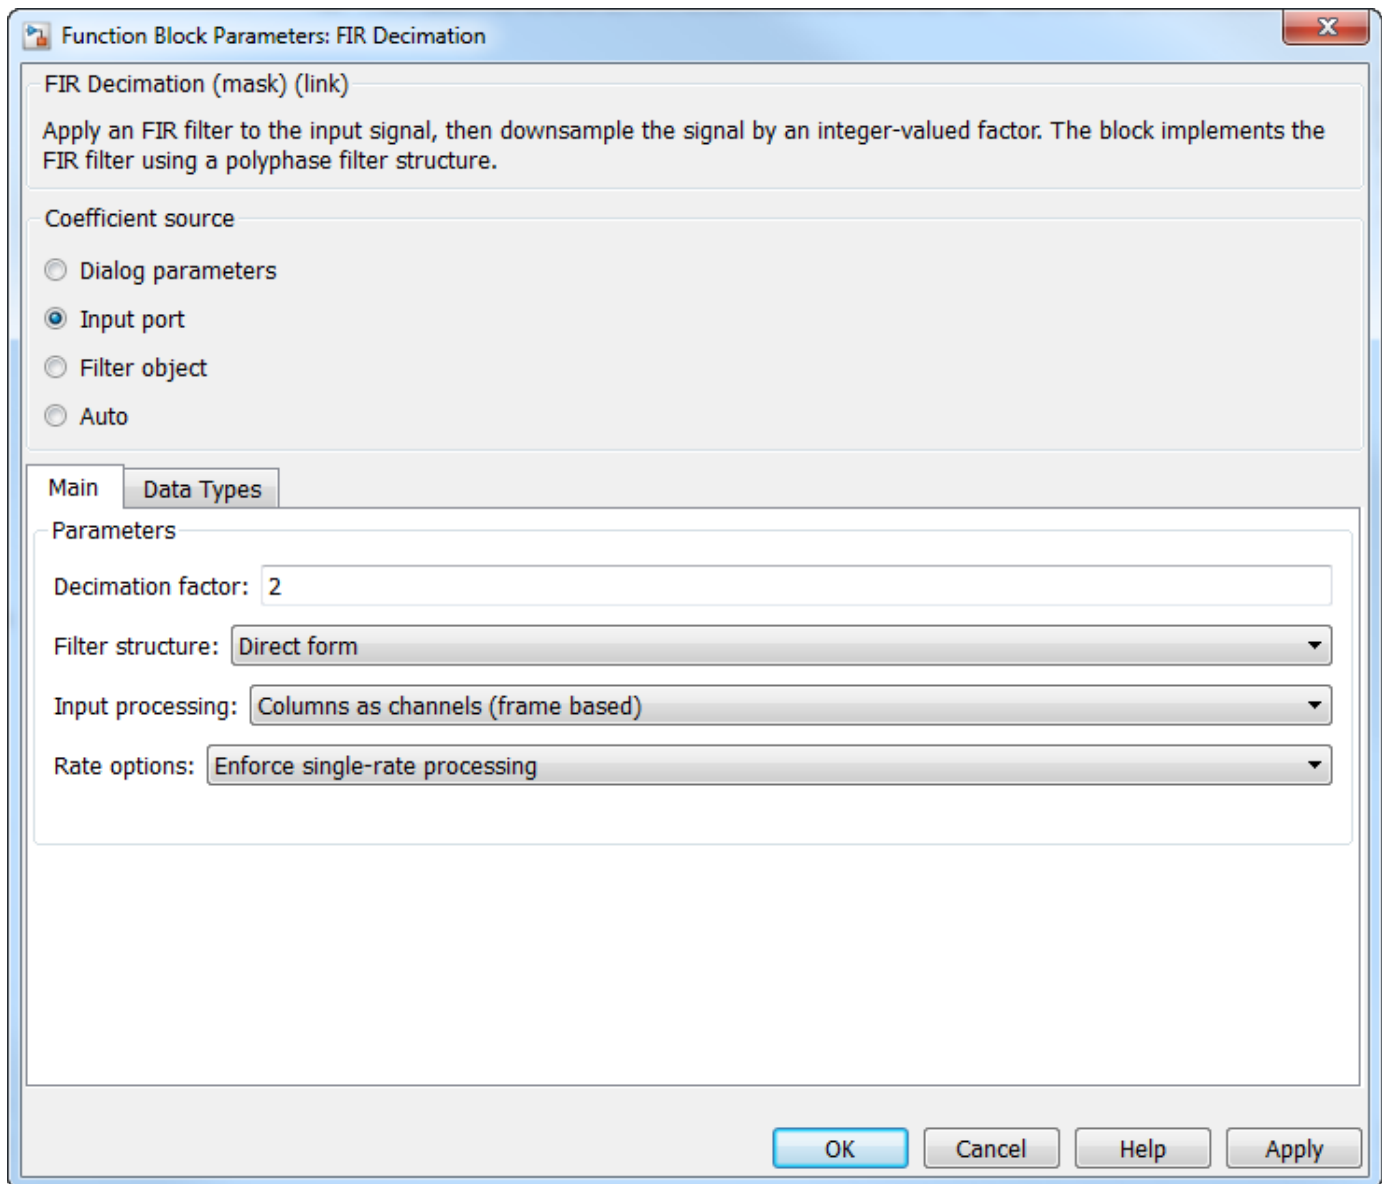 Function Block Parameters: FIR Decimation
X
FIR Decimation (mask) (link)
Apply an FIR filter to the input signal, then downsample the signal by an integer-valued factor. The block implements the
FIR filter using a polyphase filter structure.
Coefficient source
Dialog parameters
Input port
Filter object
Auto
Main Data Types
Parameters
Decimation factor: 2
Filter structure: Direct form
Input processing: Columns as channels (frame based)
Rate options: Enforce single-rate processing
OK Cancel Help Apply